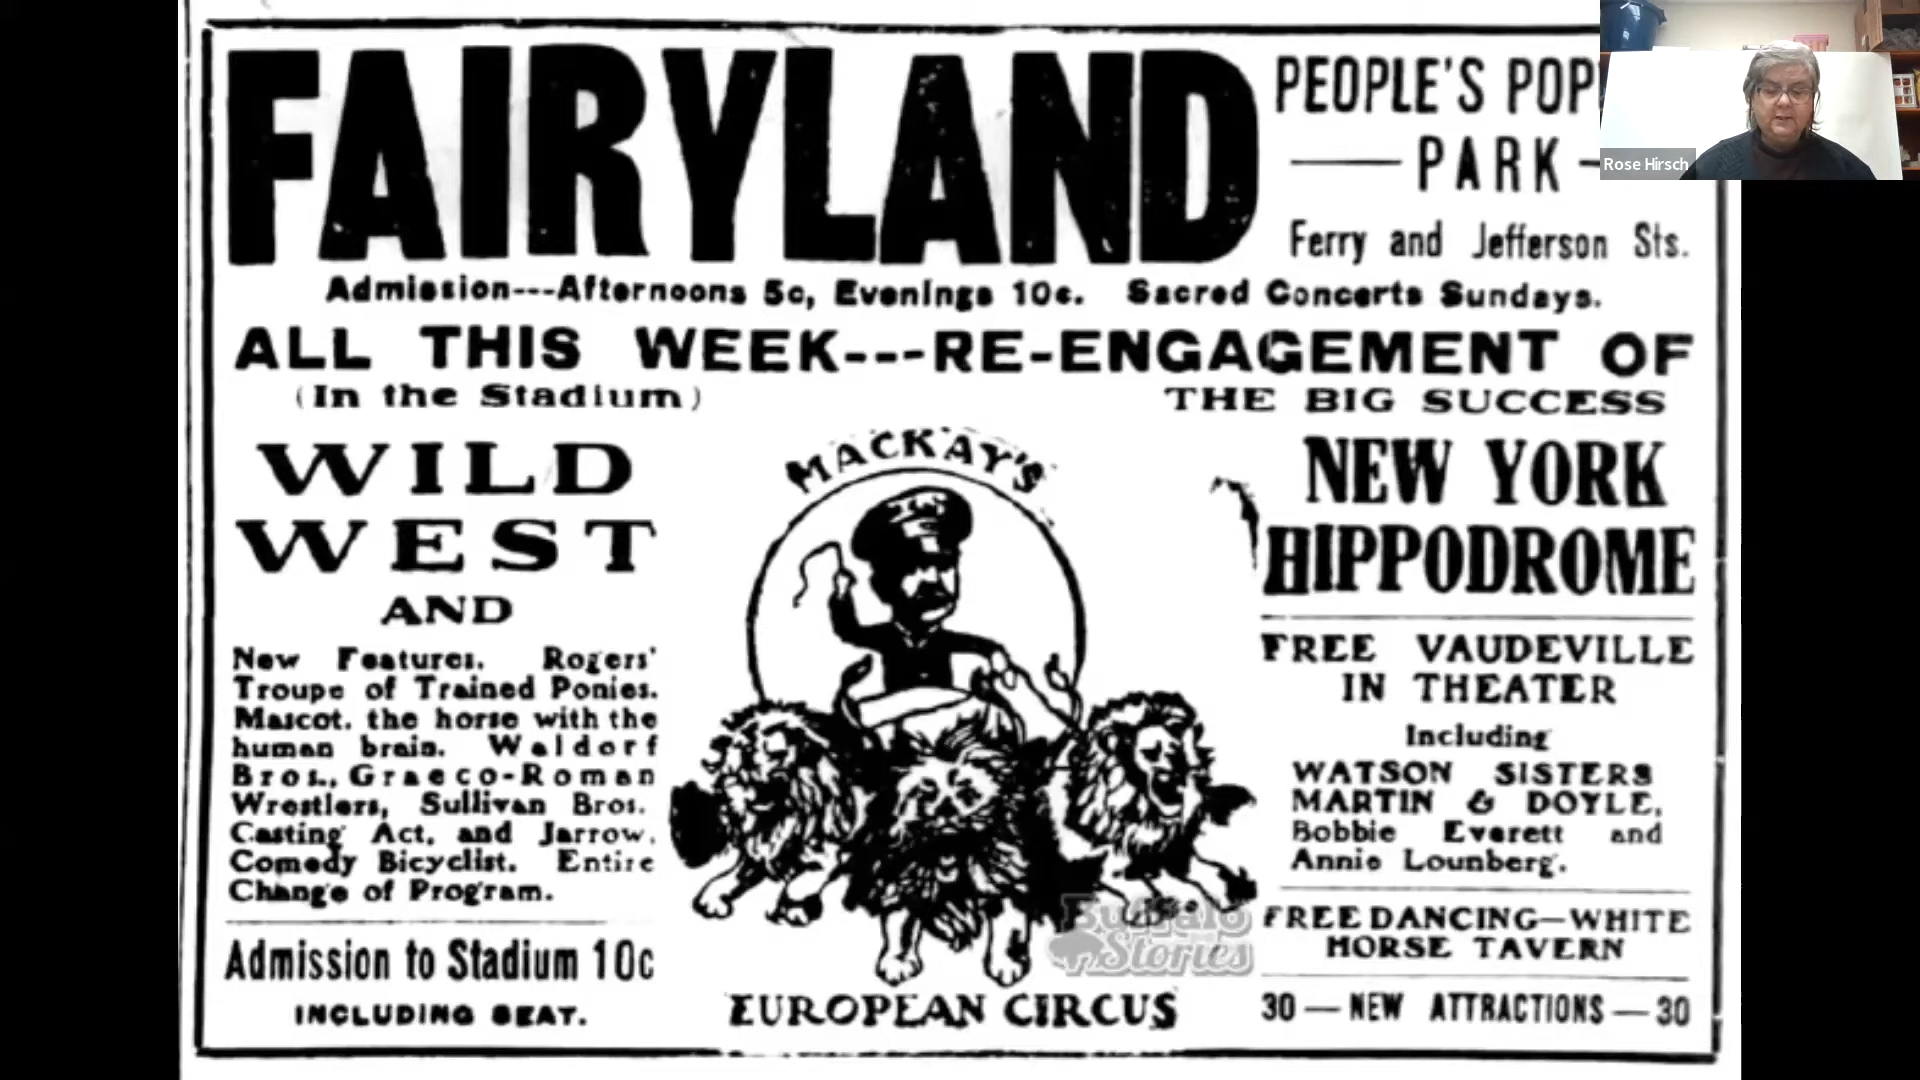 FAIRYLAND
PEOPLE'S POP
PARK
Ferry and Jefferson Sts.
Admission---Afternoons 5c, Evenings 10c. Sacred Concerts Sundays.
ALL THIS WEEK---RE-ENGAGEMENT OF
(In the Stadium)
THE BIG SUCCESS
WILD
WEST
AND
New Features. Rogers'
Troupe of Trained Ponies.
Mascot. the horse with the
human brain. Waldorf
Bros., Graeco-Roman
Wrestlers, Sullivan Bros.
Casting Act, and Jarrow,
Comedy Bicyclist. Entire
Change of Program.
Admission to Stadium 10c
INCLUDING SEAT.
MACKAY'S
EUROPEAN CIRCUS
NEW YORK
HIPPODROME
FREE VAUDEVILLE
IN THEATER
Including
WATSON SISTERS
MARTIN & DOYLE,
Bobbie Everett and
Annie Lounberg.
FREE DANCING—WHITE
HORSE TAVERN
30 — NEW ATTRACTIONS — 30
Buffalo
Stories
Rose Hirsch